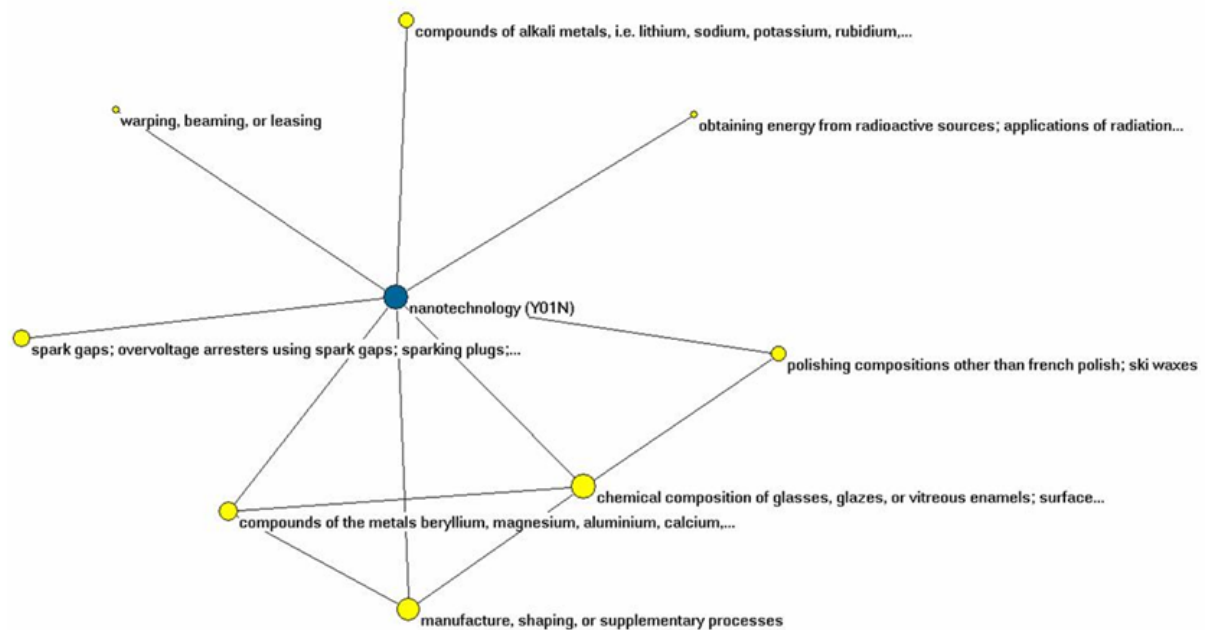 compounds of alkali metals, i.e. lithium, sodium, potassium, rubidium,...
warping, beaming, or leasing
obtaining energy from radioactive sources; applications of radiation...
nanotechnology (Y01N)
spark gaps; overvoltage arresters using spark gaps; sparking plugs;...
polishing compositions other than french polish; ski waxes
chemical composition of glasses, glazes, or vitreous enamels; surface...
compounds of the metals beryllium, magnesium, aluminium, calcium,...
manufacture, shaping, or supplementary processes